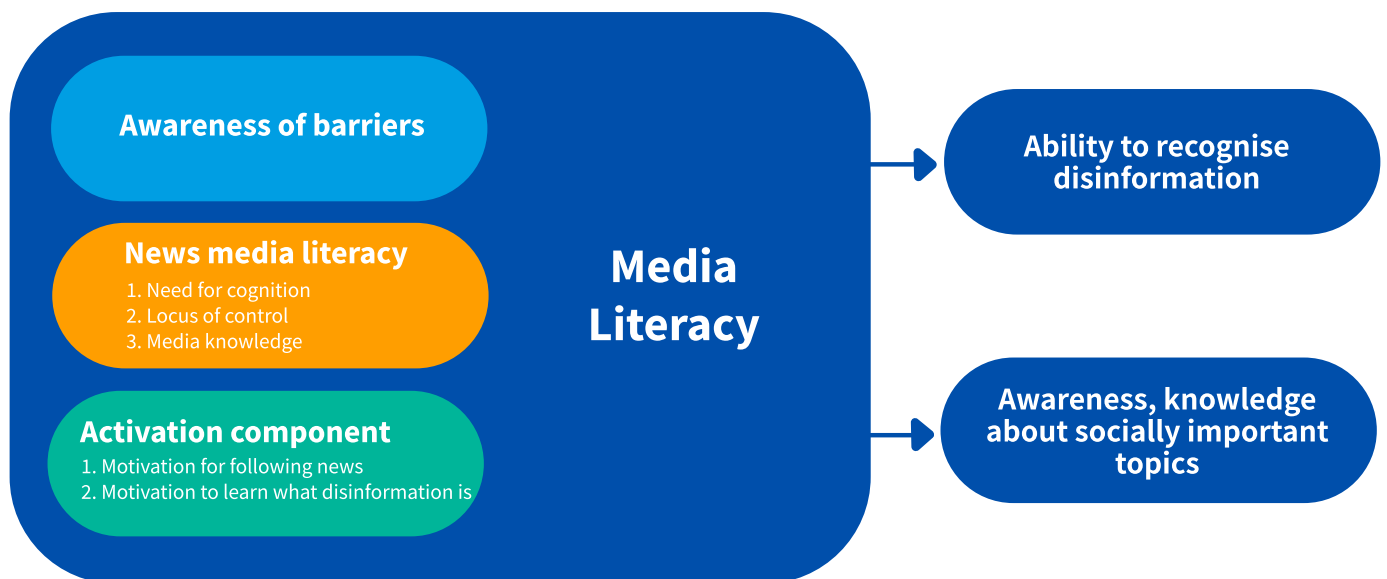 Awareness of barriers
News media literacy
1. Need for cognition
2. Locus of control
3. Media knowledge
Activation component
1. Motivation for following news
2. Motivation to learn what disinformation is
Media
Literacy
Ability to recognise
disinformation
Awareness, knowledge
about socially important
topics